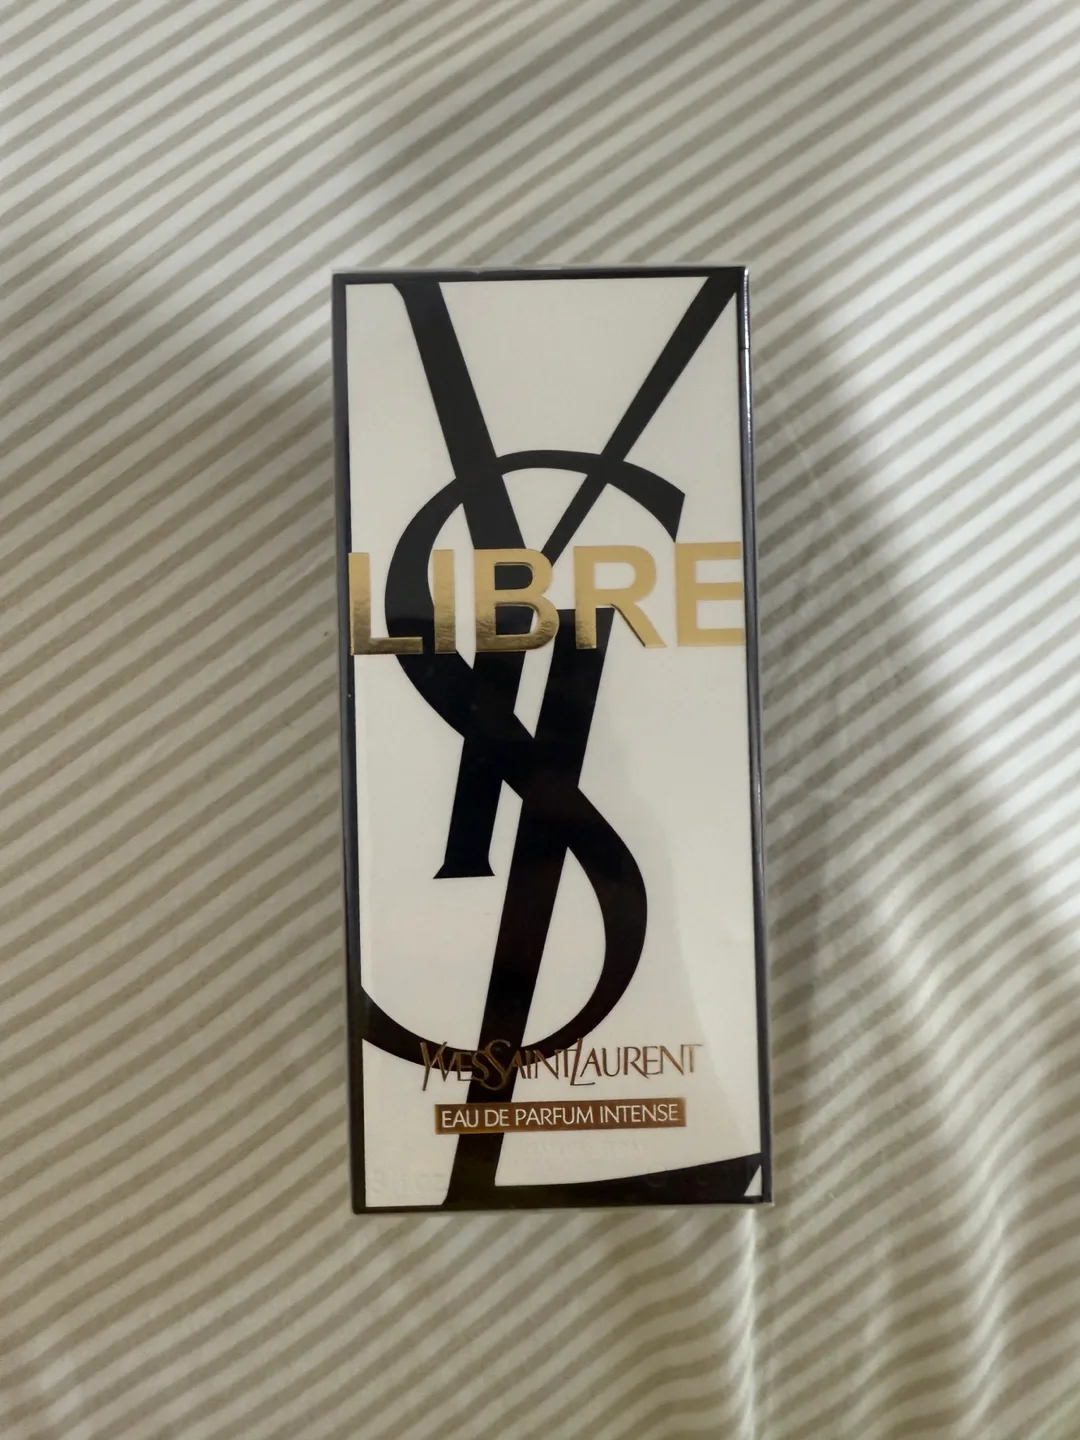 YSL
LIBRE
YVESSAINTLAURENT
EAU DE PARFUM INTENSE